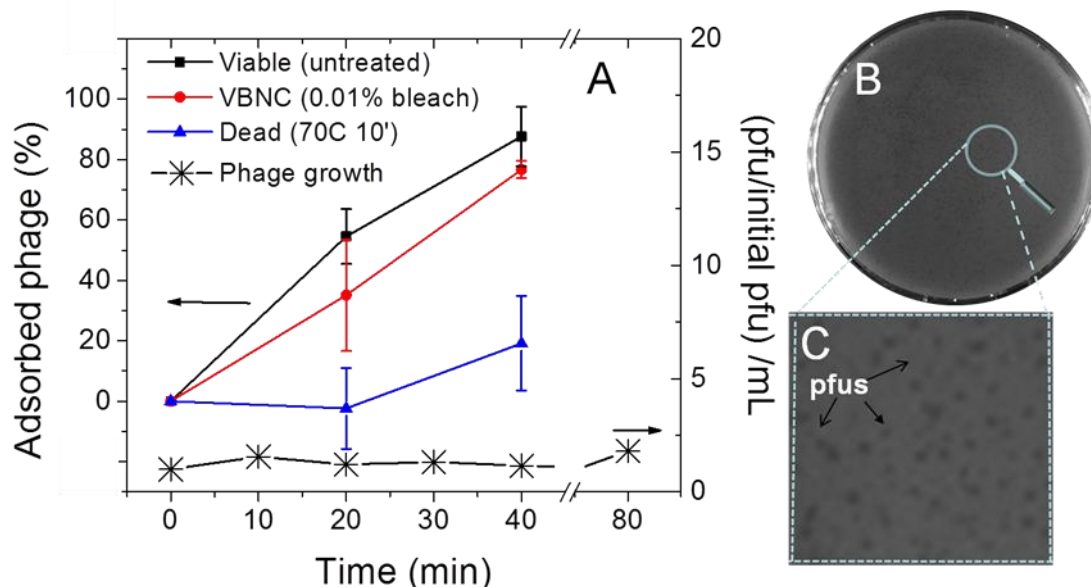 A
Viable (untreated)
VBNC (0.01% bleach)
Dead (70C 10')
Phage growth
Adsorbed phage (%)
100
80
60
40
20
0
0
10
20
30
40
80
Time (min)
20
15
10
5
0
(pfu/initial pfu) /mL
B
C
pfus